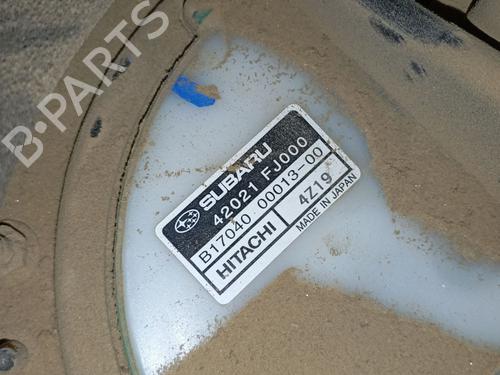 B-PARTS
SUBARU
42021 FJ000
B17040 00013-00
HITACHI 4Z19
MADE IN JAPAN